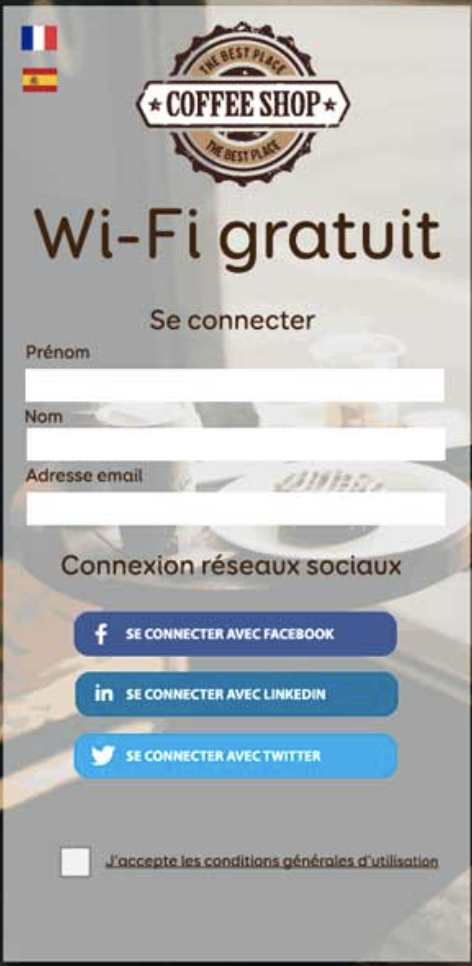 THE BEST PLACE
COFFEE SHOP
THE BEST PLACE
Wi-Fi gratuit
Se connecter
Prénom
Nom
Adresse email
Connexion réseaux sociaux
f SE CONNECTER AVEC FACEBOOK
in SE CONNECTER AVEC LINKEDIN
SE CONNECTER AVEC TWITTER
J'accepte les conditions générales d'utilisation